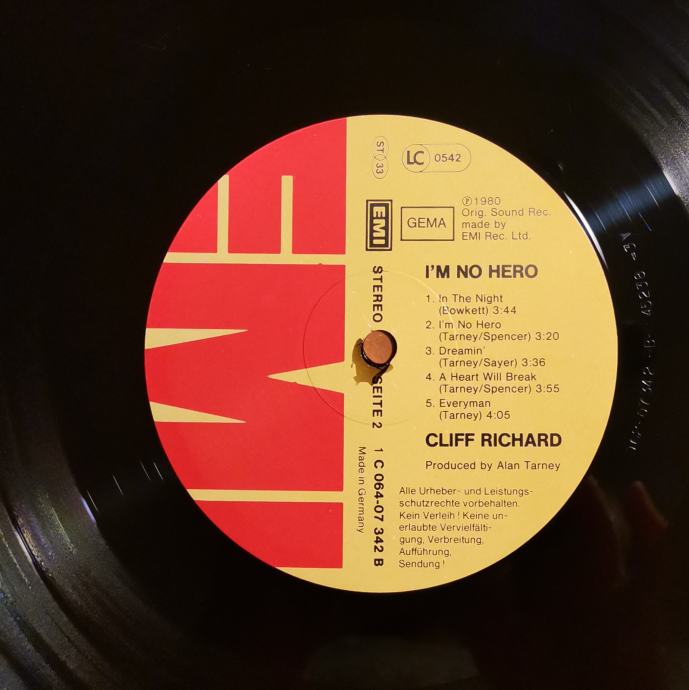 ST 33
LC 0542
EMI
GEMA
Ⓟ1980
Orig. Sound Rec.
made by
EMI Rec. Ltd.
I'M NO HERO
1. In The Night
(Bowkett) 3:44
2. I'm No Hero
(Tarney/Spencer) 3:20
3. Dreamin'
(Tarney/Sayer) 3:36
4. A Heart Will Break
(Tarney/Spencer) 3:55
5. Everyman
(Tarney) 4:05
CLIFF RICHARD
Produced by Alan Tarney
Alle Urheber- und Leistungs-
schutzrechte vorbehalten.
Kein Verleih! Keine un-
erlaubte Vervielfälti-
gung, Verbreitung,
Aufführung,
Sendung!
STEREO SEITE 2 1 C 064-07 342 B
Made in Germany
EMI